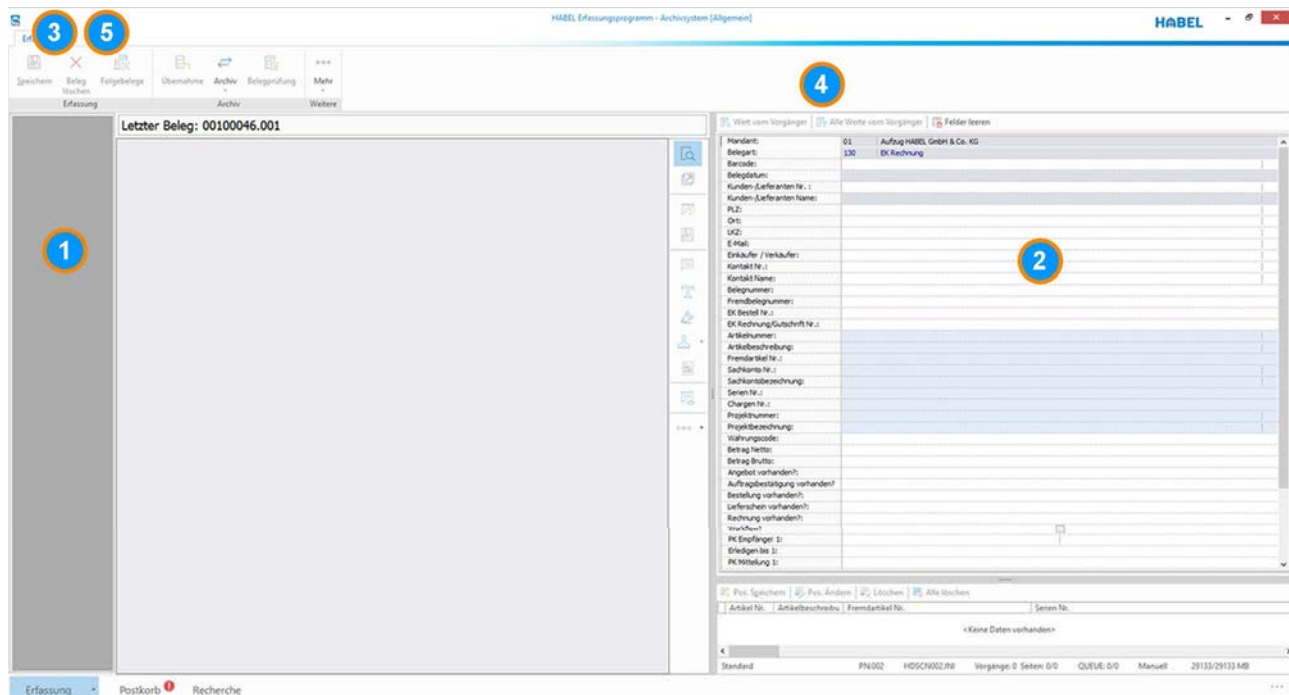 HABEL Erfassungsprogramm - Archivsystem [Allgemein]
HABEL
3
5
Speichern
Beleg löschen
Folgebelege
Übernahme
Archiv
Belegprüfung
Mehr
Erfassung
Archiv
Weitere
4
Letzter Beleg: 00100046.001
Wert vom Vorgänger
Alle Werte vom Vorgänger
Felder leeren
Mandant: 01 Aufzug HABEL GmbH & Co. KG
Belegart: 130 EK Rechnung
Barcode:
Belegdatum:
Kunden-/Lieferanten Nr. :
Kunden-/Lieferanten Name:
PLZ:
Ort:
LKZ:
E-Mail:
Einkäufer / Verkäufer:
Kontakt Nr.:
Kontakt Name:
Belegnummer:
Fremdbelegnummer:
EK Bestell Nr.:
EK Rechnung/Gutschrift Nr.:
Artikelnummer:
Artikelbeschreibung:
Fremdartikel Nr.:
Sachkonto Nr.:
Sachkontobezeichnung:
Serien Nr.:
Chargen Nr.:
Projektnummer:
Projektbezeichnung:
Währungscode:
Betrag Netto:
Betrag Brutto:
Angebot vorhanden?:
Auftragsbestätigung vorhanden?
Bestellung vorhanden?:
Lieferschein vorhanden?:
Rechnung vorhanden?:
Workflow?
PK Empfänger 1:
Erledigen bis 1:
PK Mitteilung 1:
1
2
Pos. Speichern
Pos. Ändern
Löschen
Alle löschen
Artikel Nr.
Artikelbeschreibu
Fremdartikel Nr.
Serien Nr.
<Keine Daten vorhanden>
Standard
PN:002
HDSCN002.INI
Vorgänge: 0 Seiten: 0/0
QUEUE: 0/0
Manuell
29133/29133 MB
Erfassung
Postkorb
Recherche